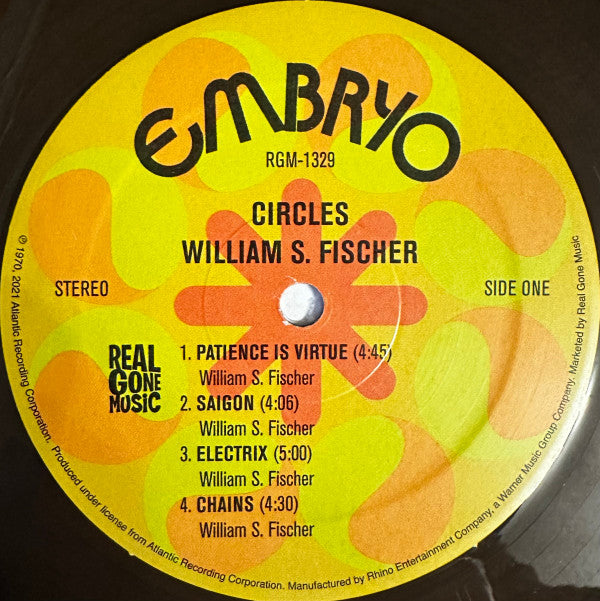 EMBRYO
RGM-1329
CIRCLES
WILLIAM S. FISCHER
STEREO
SIDE ONE
REAL
GONE
MUSIC
1. PATIENCE IS VIRTUE (4:45)
William S. Fischer
2. SAIGON (4:06)
William S. Fischer
3. ELECTRIX (5:00)
William S. Fischer
4. CHAINS (4:30)
William S. Fischer
℗ 1970, 2021 Atlantic Recording Corporation. Produced under license from Atlantic Recording Corporation. Manufactured by Rhino Entertainment Company, a Warner Music Group Company. Marketed by Real Gone Music